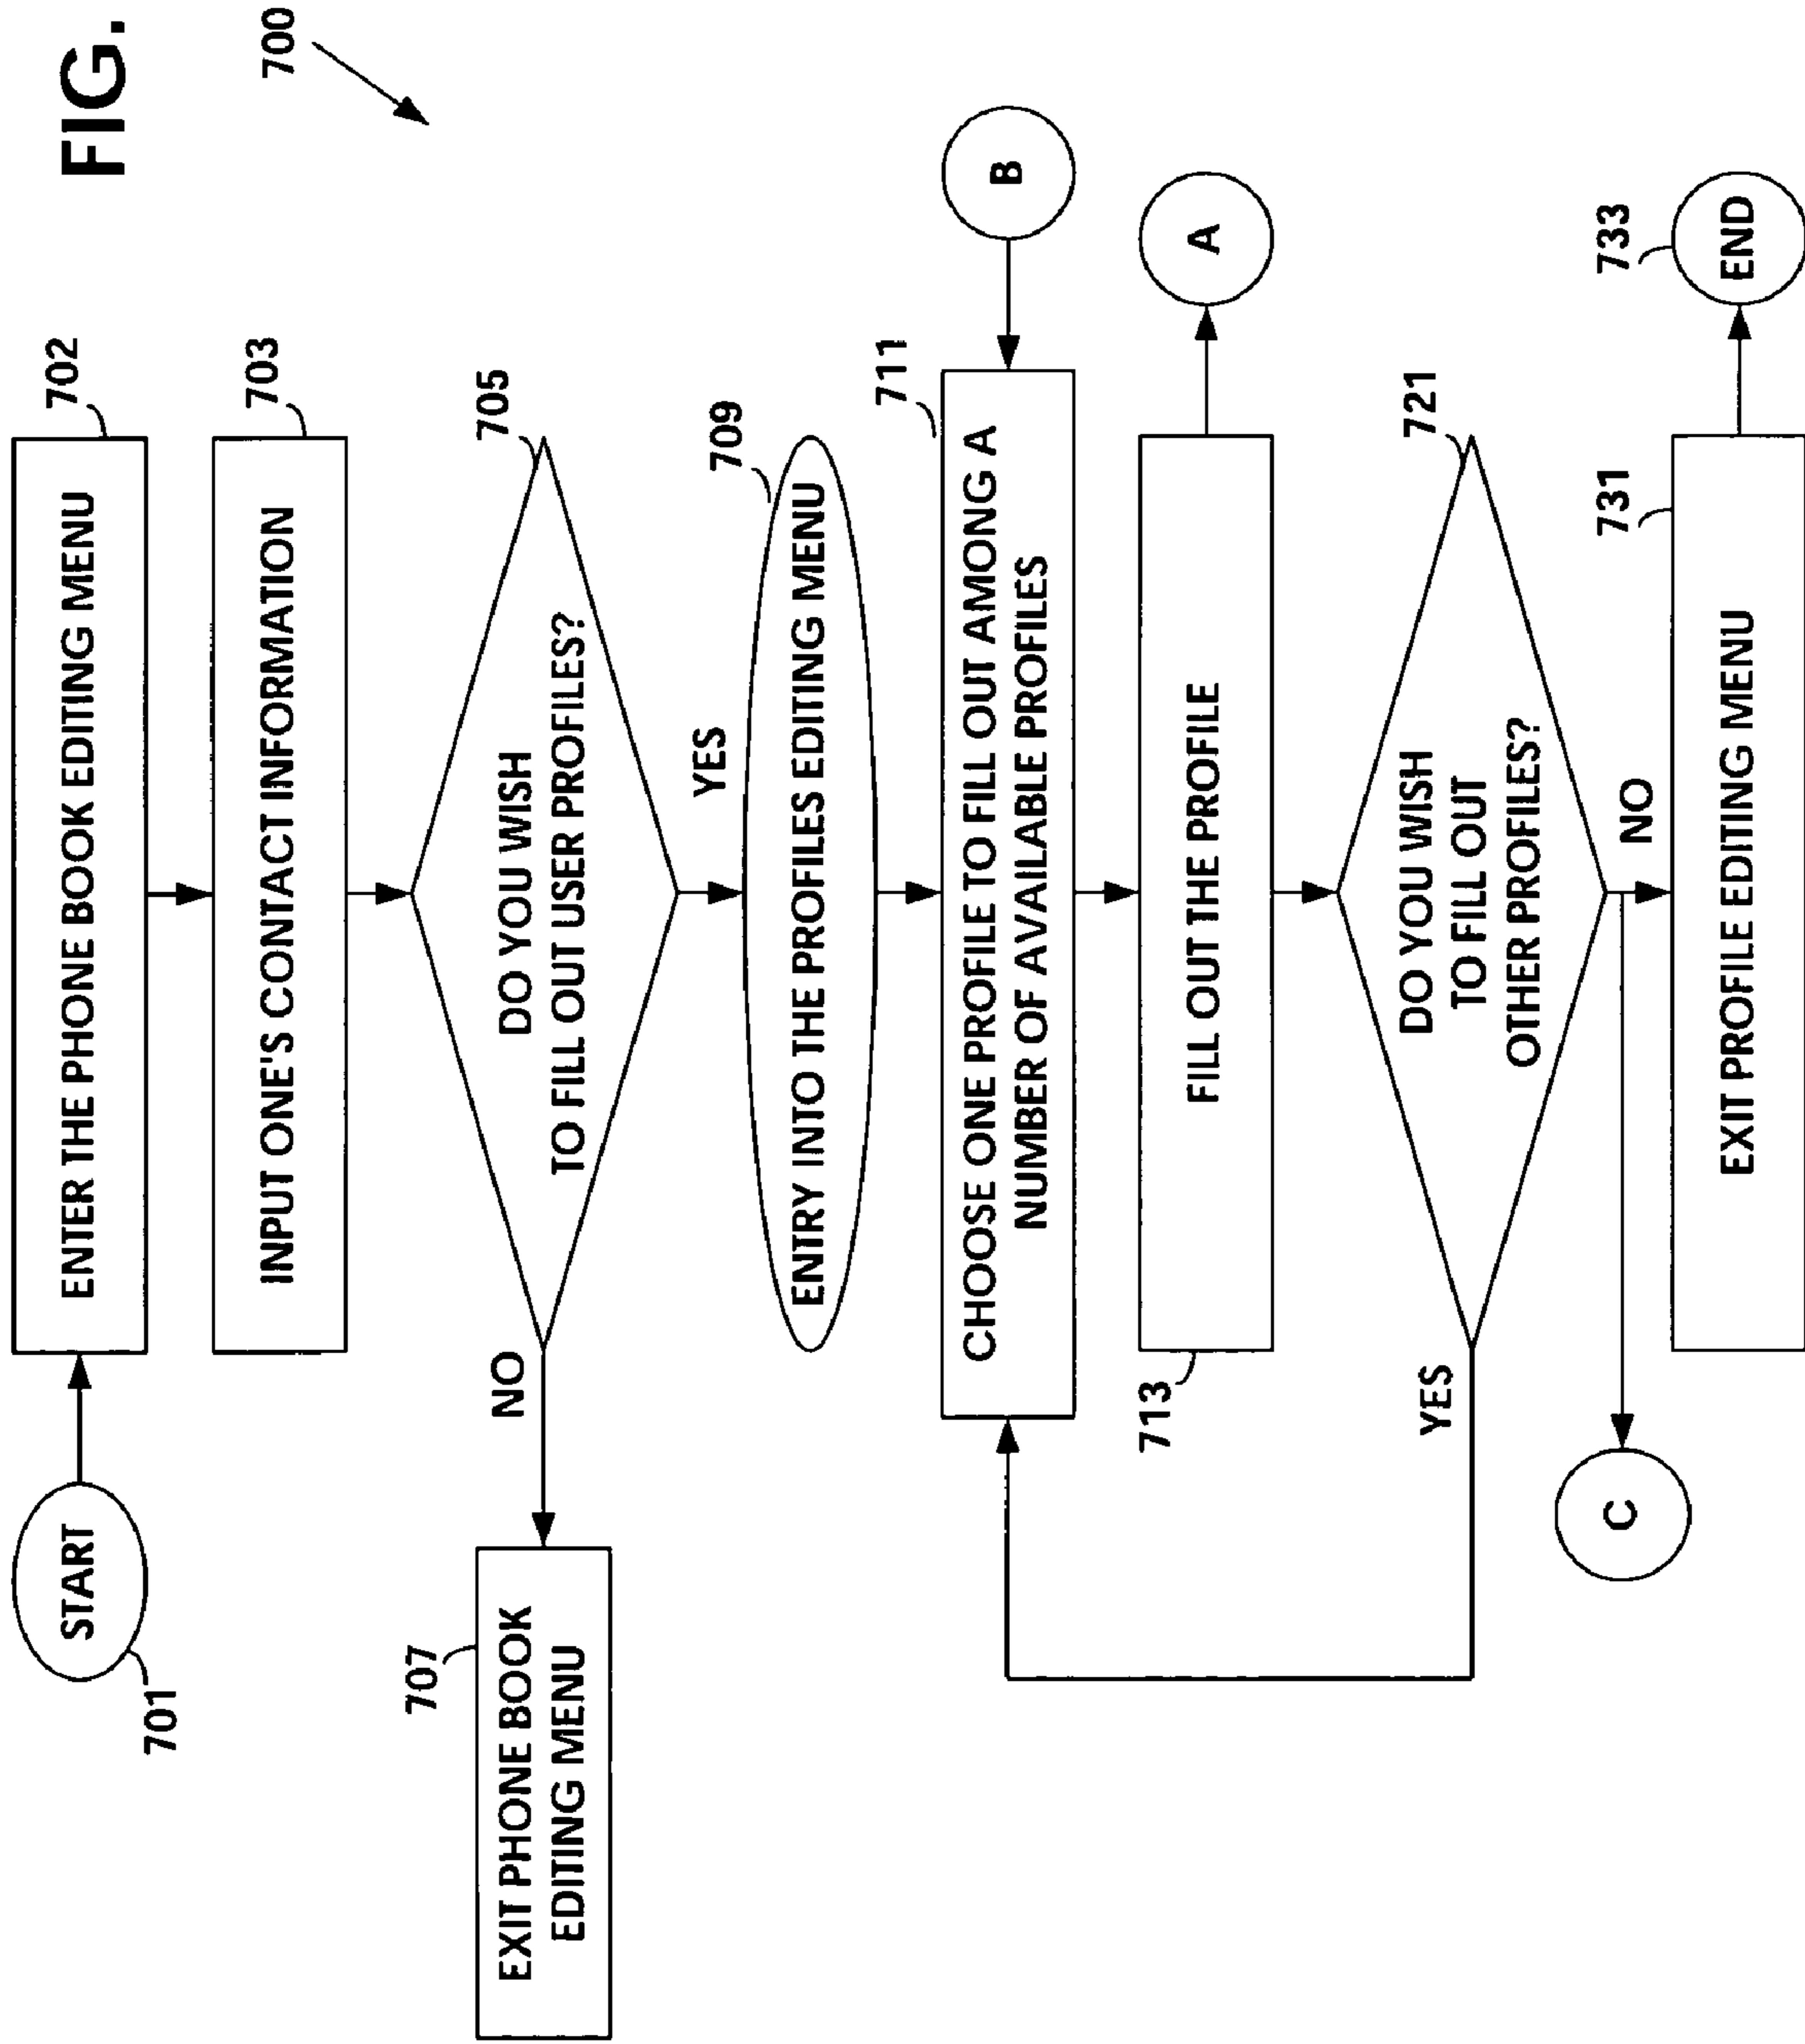 FIG.
700
START
701
ENTER THE PHONE BOOK EDITING MENU
702
INPUT ONE'S CONTACT INFORMATION
703
DO YOU WISH
TO FILL OUT USER PROFILES?
705
NO
EXIT PHONE BOOK
EDITING MENU
707
YES
ENTRY INTO THE PROFILES EDITING MENU
709
CHOOSE ONE PROFILE TO FILL OUT AMONG A
NUMBER OF AVAILABLE PROFILES
711
B
FILL OUT THE PROFILE
713
A
DO YOU WISH
TO FILL OUT
OTHER PROFILES?
721
YES
NO
C
EXIT PROFILE EDITING MENU
731
END
733